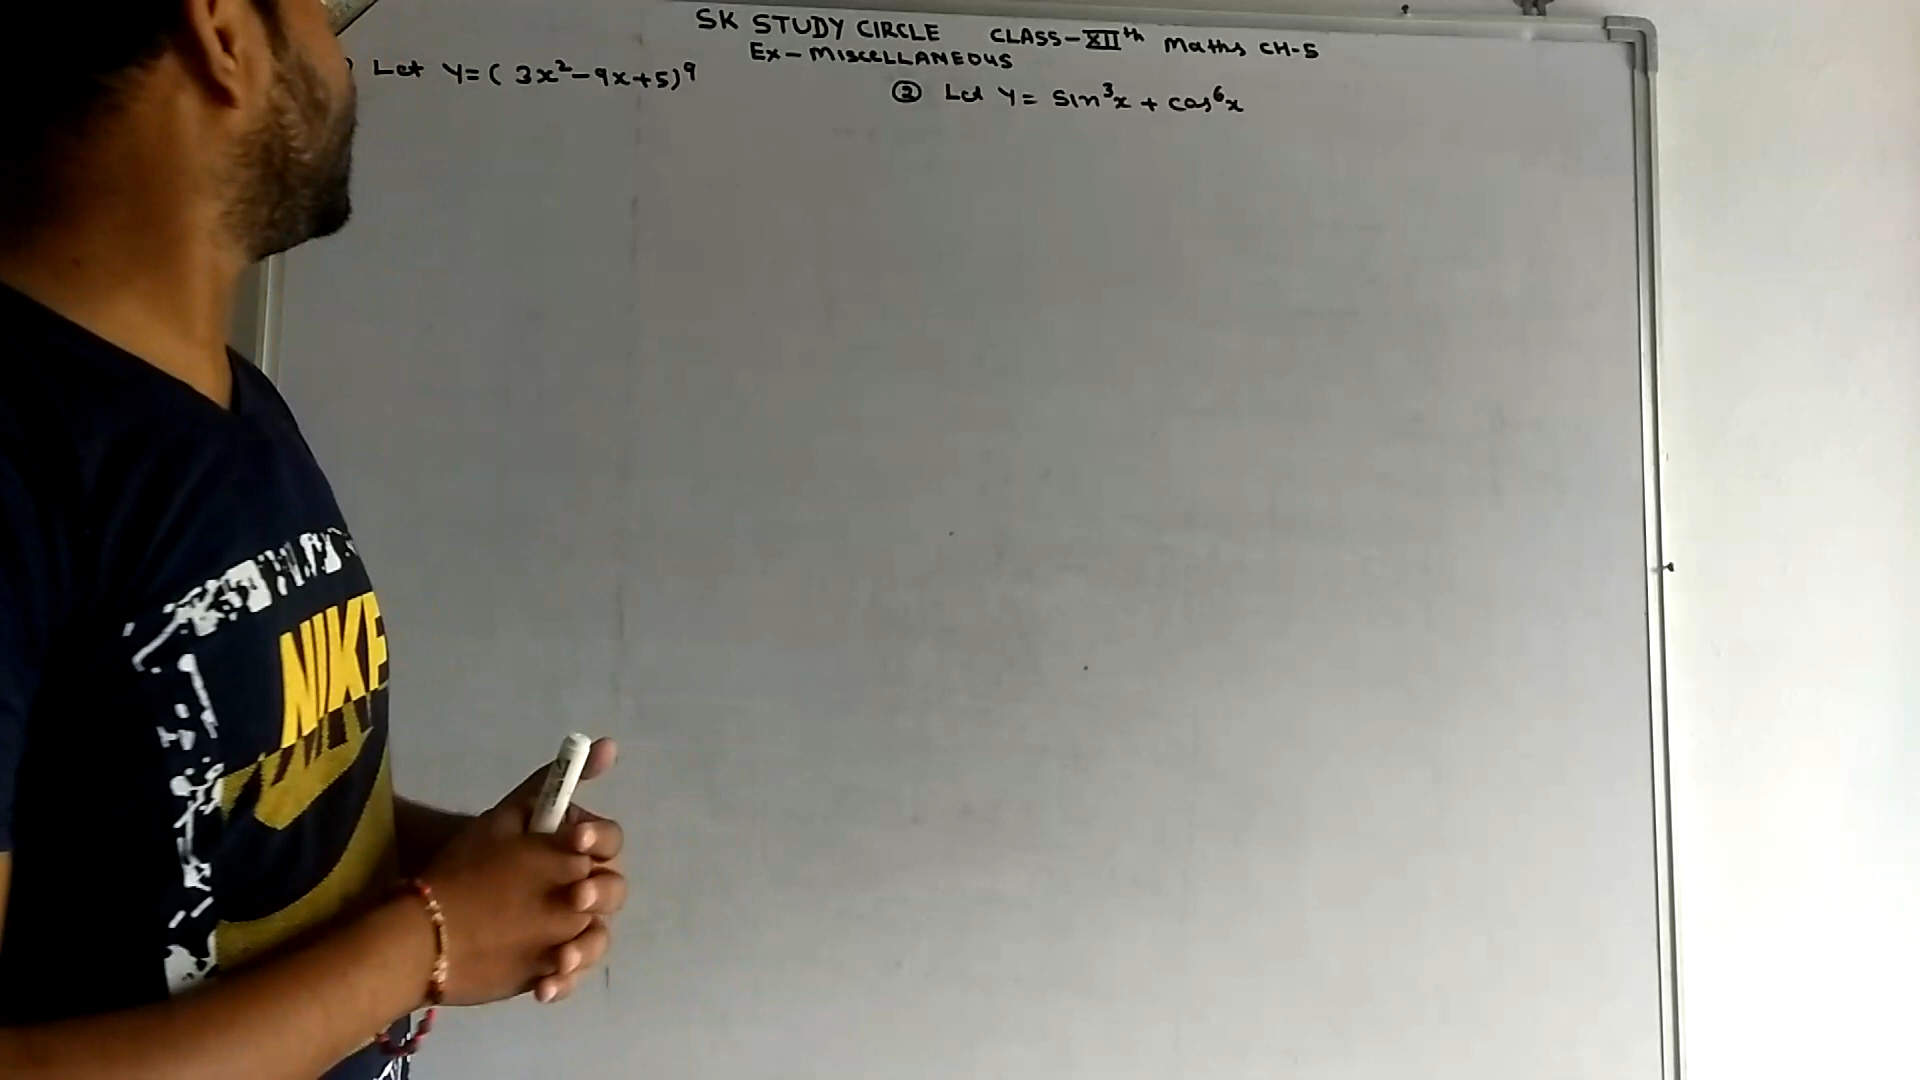 SK STUDY CIRCLE CLASS-XIIth Maths CH-5
Ex-MISCELLANEOUS
) Let y=(3x²-9x+5)⁹
② Let y= sin³x + cos⁶x
NIKE